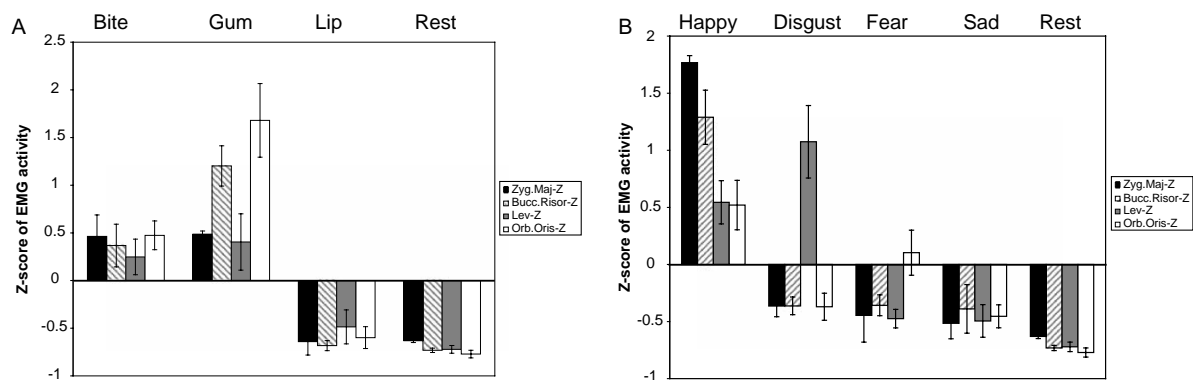 A
Bite Gum Lip Rest
Z-score of EMG activity
2.5
2
1.5
1
0.5
0
-0.5
-1
Zyg.Maj-Z
Bucc.Risor-Z
Lev-Z
Orb.Oris-Z
B
Happy Disgust Fear Sad Rest
Z-score of EMG activity
2
1.5
1
0.5
0
-0.5
-1
Zyg.Maj-Z
Bucc.Risor-Z
Lev-Z
Orb.Oris-Z